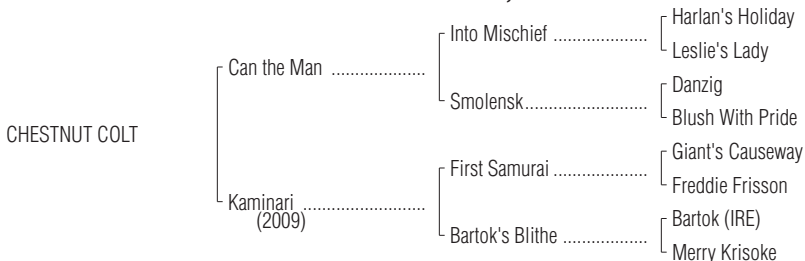 Harlan's Holiday
Into Mischief ....................
Leslie's Lady
Can the Man ....................
Danzig
Smolensk..........................
Blush With Pride
CHESTNUT COLT
Giant's Causeway
First Samurai ....................
Freddie Frisson
Kaminari ..........................
(2009)
Bartok (IRE)
Bartok's Blithe ..................
Merry Krisoke